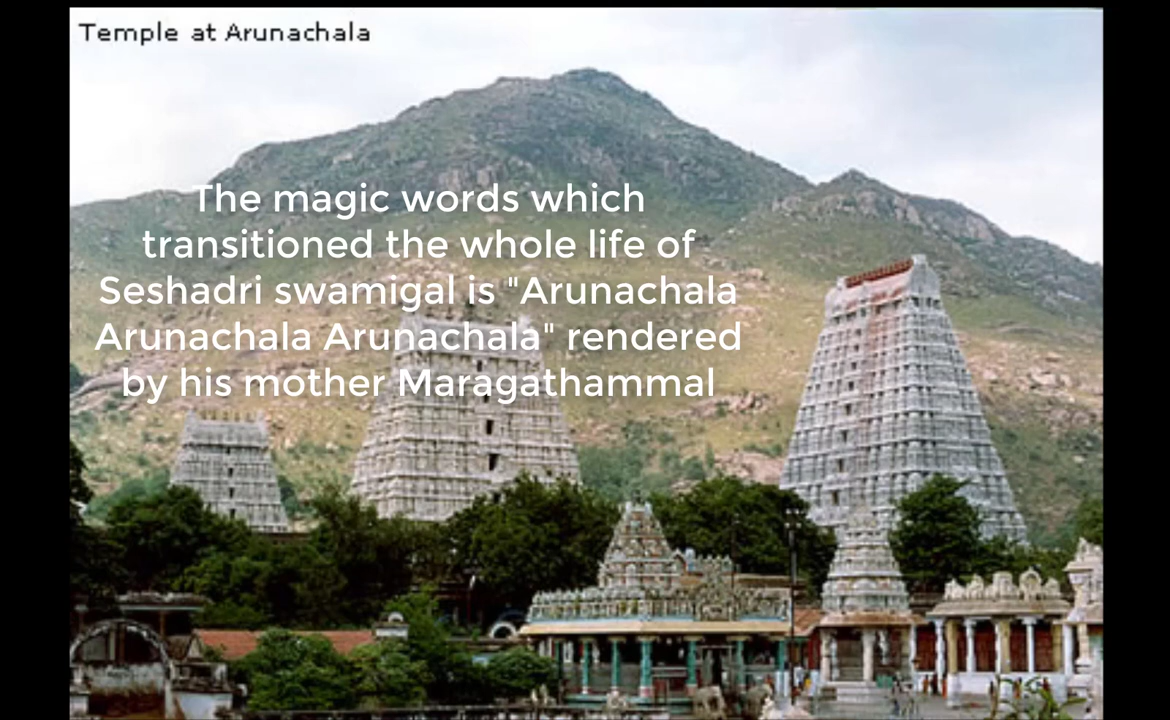 Temple at Arunachala
The magic words which
transitioned the whole life of
Seshadri swamigal is "Arunachala
Arunachala Arunachala" rendered
by his mother Maragathammal